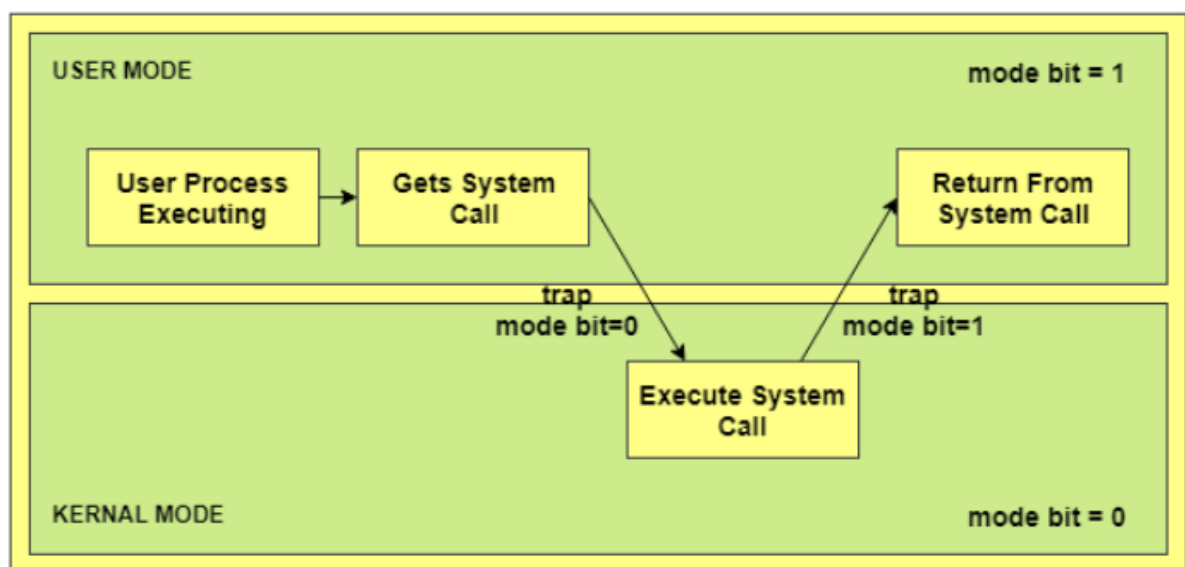 USER MODE
mode bit = 1
User Process
Executing
Gets System
Call
Return From
System Call
trap
mode bit=0
trap
mode bit=1
Execute System
Call
KERNAL MODE
mode bit = 0